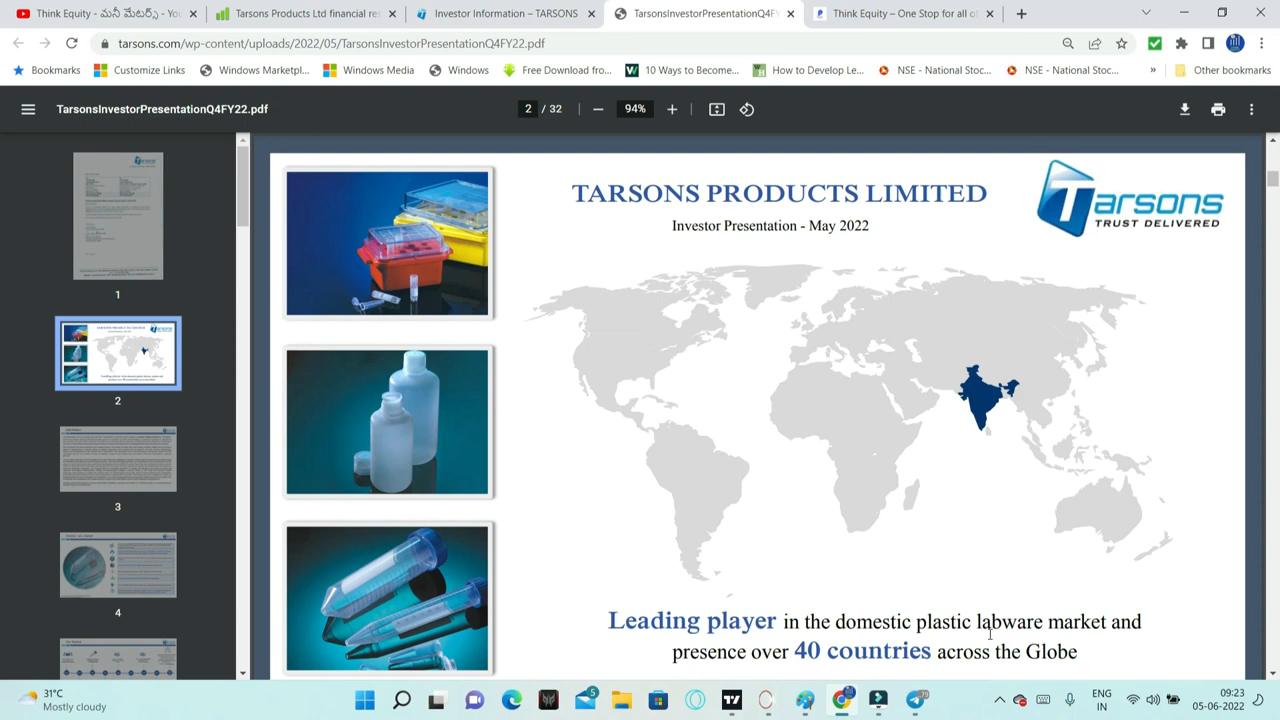 Think Equity - మనీ మేటర్స్ - Yo
Tarsons Products Ltd financial re
Investor Information – TARSONS
TarsonsInvestorPresentationQ4FY
Think Equity – One Stop for all o
tarsons.com/wp-content/uploads/2022/05/TarsonsInvestorPresentationQ4FY22.pdf
Bookmarks
Customize Links
Windows Marketpl...
Windows Media
Windows
Free Download fro...
10 Ways to Become...
How to Develop Le...
NSE - National Stoc...
NSE - National Stoc...
»
Other bookmarks
TarsonsInvestorPresentationQ4FY22.pdf
2 / 32
94%
1
2
3
4
TARSONS PRODUCTS LIMITED
Investor Presentation - May 2022
Tarsons
TRUST DELIVERED
Leading player in the domestic plastic labware market and
presence over 40 countries across the Globe
31°C
Mostly cloudy
5
ENG
IN
09:23
05-06-2022